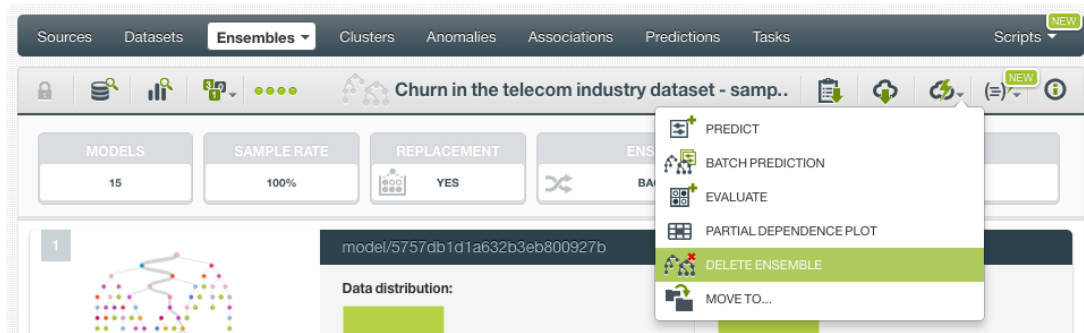 Sources Datasets Ensembles Clusters Anomalies Associations Predictions Tasks Scripts NEW
Churn in the telecom industry dataset - samp.. (=) NEW
MODELS SAMPLE RATE REPLACEMENT
15 100% YES
PREDICT
BATCH PREDICTION
EVALUATE
PARTIAL DEPENDENCE PLOT
DELETE ENSEMBLE
MOVE TO...
1 model/5757db1d1a632b3eb800927b
Data distribution: